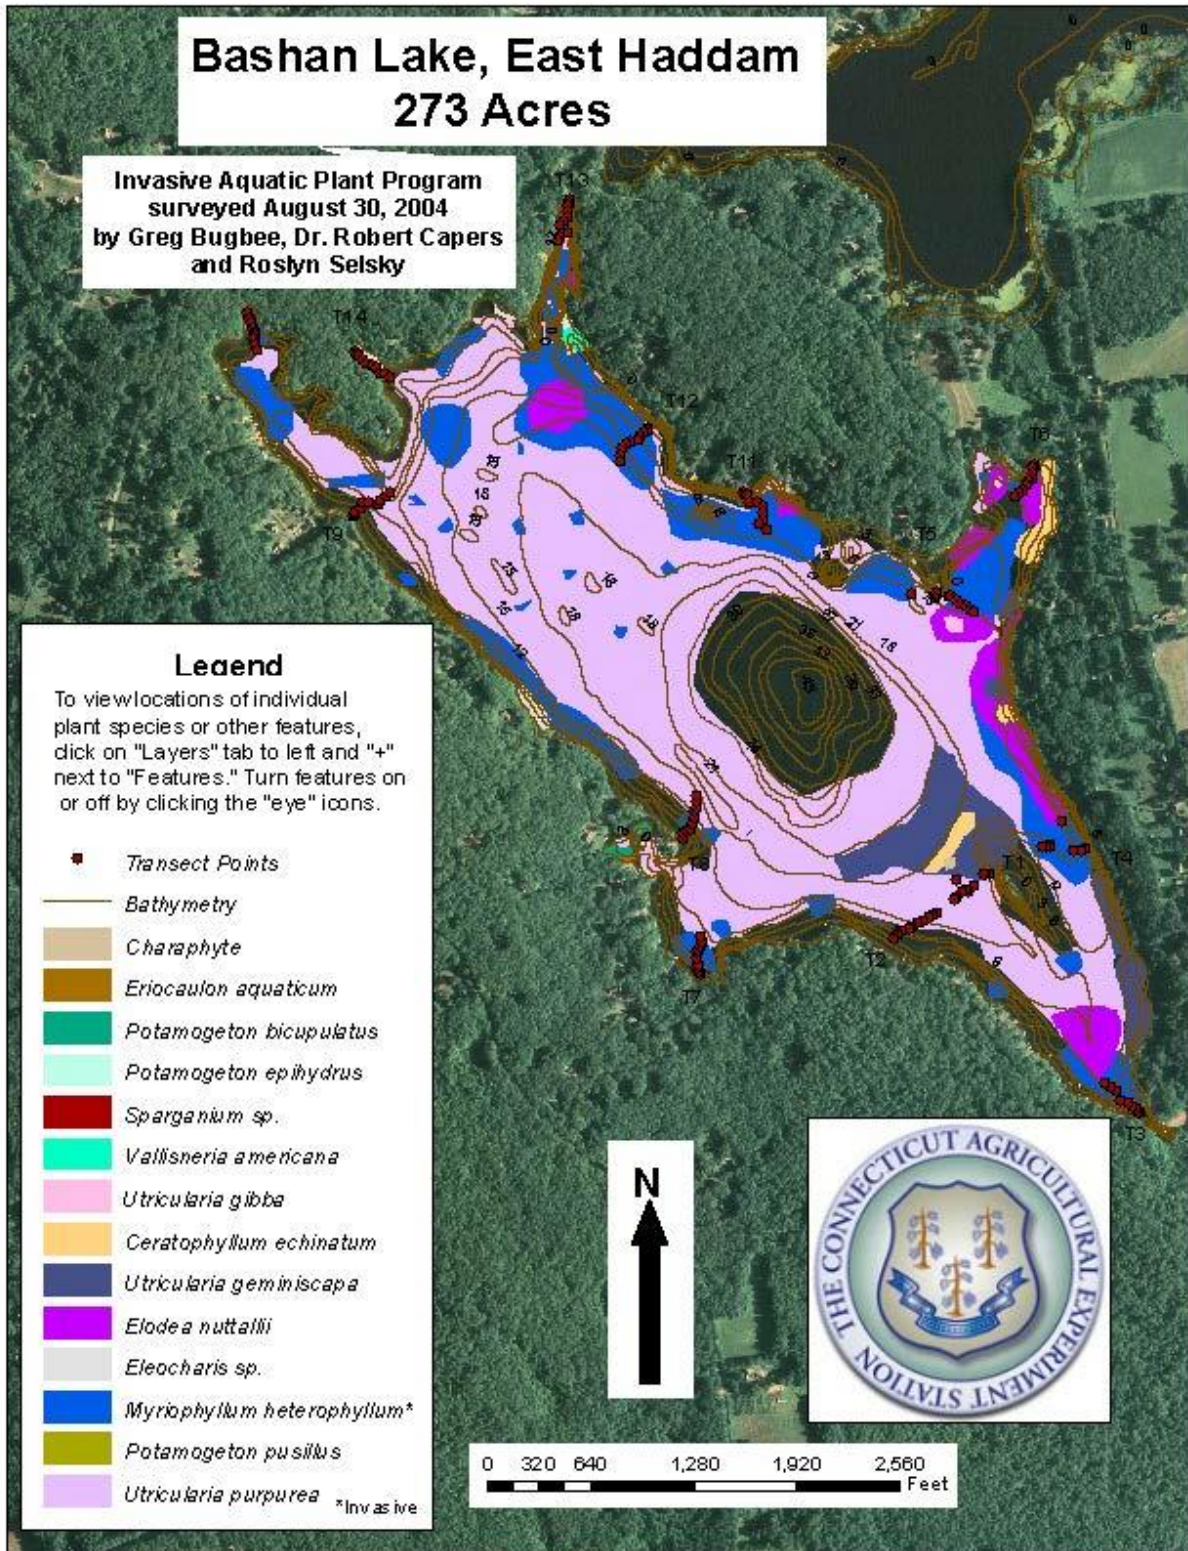 Bashan Lake, East Haddam
273 Acres
Invasive Aquatic Plant Program
surveyed August 30, 2004
by Greg Bugbee, Dr. Robert Capers
and Roslyn Selsky
T13
T14
T12
T11
T6
T5
T9
T8
T1
T4
T2
T7
T3
Legend
To view locations of individual
plant species or other features,
click on "Layers" tab to left and "+"
next to "Features." Turn features on
or off by clicking the "eye" icons.
Transect Points
Bathymetry
Charaphyte
Eriocaulon aquaticum
Potamogeton bicupulatus
Potamogeton epihydrus
Sparganium sp.
Vallisneria americana
Utricularia gibba
Ceratophyllum echinatum
Utricularia geminiscapa
Elodea nuttallii
Eleocharis sp.
Myriophyllum heterophyllum*
Potamogeton pusillus
Utricularia purpurea *Invasive
N
0 320 640 1,280 1,920 2,560
Feet
THE CONNECTICUT AGRICULTURAL EXPERIMENT STATION